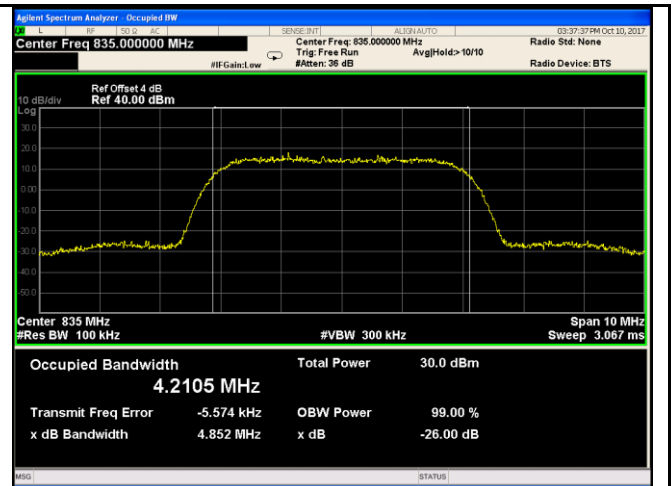 Agilent Spectrum Analyzer - Occupied BW
L RF 50 Ω AC SENSE:INT ALIGN AUTO 03:37:37 PM Oct 10, 2017
Center Freq 835.000000 MHz
Center Freq: 835.000000 MHz Radio Std: None
Trig: Free Run Avg|Hold:> 10/10
#IFGain:Low #Atten: 36 dB Radio Device: BTS
Ref Offset 4 dB
10 dB/div Ref 40.00 dBm
Log
30.0
20.0
10.0
0.00
-10.0
-20.0
-30.0
-40.0
-50.0
Center 835 MHz Span 10 MHz
#Res BW 100 kHz #VBW 300 kHz Sweep 3.067 ms
Occupied Bandwidth Total Power 30.0 dBm
4.2105 MHz
Transmit Freq Error -5.574 kHz OBW Power 99.00 %
x dB Bandwidth 4.852 MHz x dB -26.00 dB
MSG STATUS